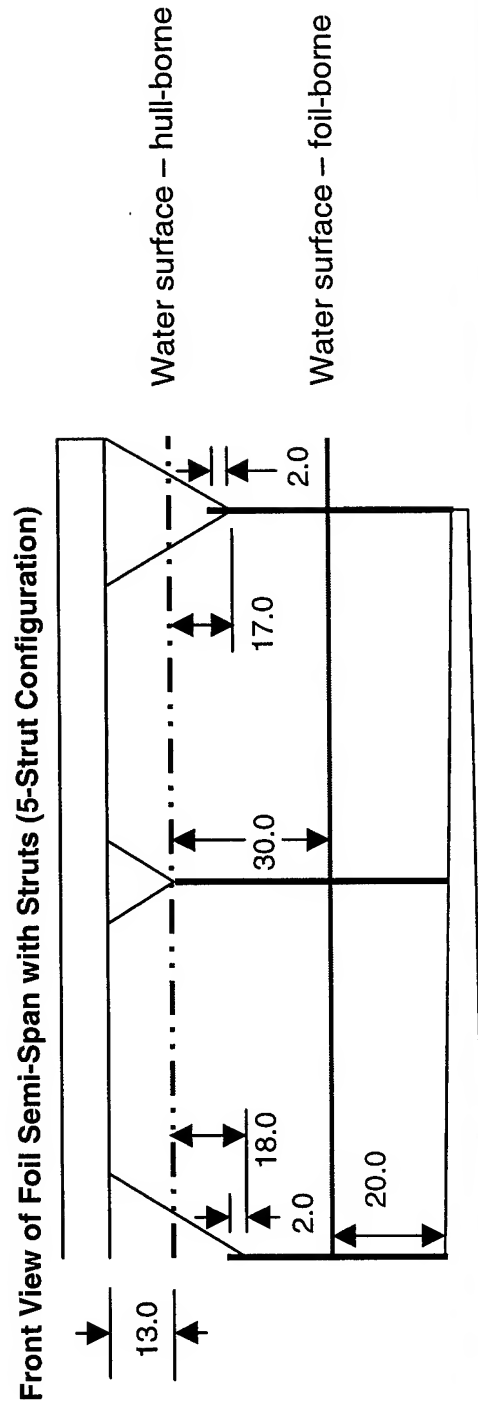 Front View of Foil Semi-Span with Struts (5-Strut Configuration)
13.0
Water surface – hull-borne
18.0
2.0
17.0
2.0
30.0
Water surface – foil-borne
20.0